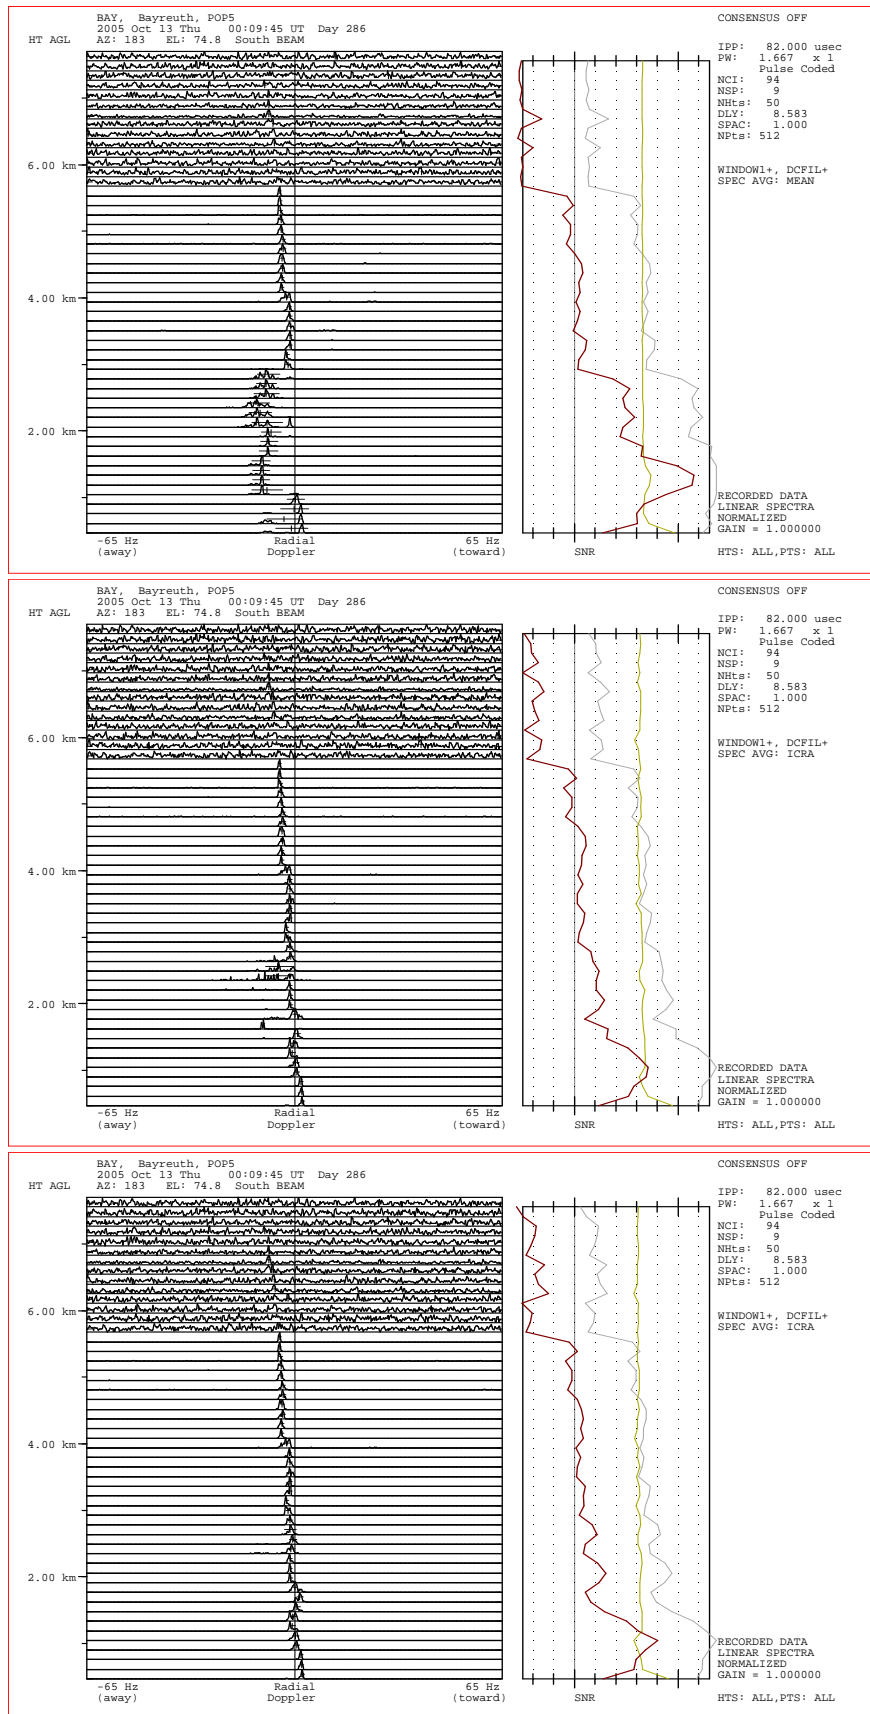 BAY, Bayreuth, POP5
2005 Oct 13 Thu 00:09:45 UT Day 286
HT AGL AZ: 183 EL: 74.8 South BEAM
CONSENSUS OFF
IPP: 82.000 usec
PW: 1.667 x 1
Pulse Coded
NCI: 94
NSP: 9
NHts: 50
DLY: 8.583
SPAC: 1.000
NPts: 512
WINDOW1+, DCFIL+
SPEC AVG: MEAN
6.00 km
4.00 km
2.00 km
RECORDED DATA
LINEAR SPECTRA
NORMALIZED
GAIN = 1.000000
-65 Hz Radial 65 Hz
(away) Doppler (toward)
SNR
HTS: ALL,PTS: ALL
BAY, Bayreuth, POP5
2005 Oct 13 Thu 00:09:45 UT Day 286
HT AGL AZ: 183 EL: 74.8 South BEAM
CONSENSUS OFF
IPP: 82.000 usec
PW: 1.667 x 1
Pulse Coded
NCI: 94
NSP: 9
NHts: 50
DLY: 8.583
SPAC: 1.000
NPts: 512
WINDOW1+, DCFIL+
SPEC AVG: ICRA
6.00 km
4.00 km
2.00 km
RECORDED DATA
LINEAR SPECTRA
NORMALIZED
GAIN = 1.000000
-65 Hz Radial 65 Hz
(away) Doppler (toward)
SNR
HTS: ALL,PTS: ALL
BAY, Bayreuth, POP5
2005 Oct 13 Thu 00:09:45 UT Day 286
HT AGL AZ: 183 EL: 74.8 South BEAM
CONSENSUS OFF
IPP: 82.000 usec
PW: 1.667 x 1
Pulse Coded
NCI: 94
NSP: 9
NHts: 50
DLY: 8.583
SPAC: 1.000
NPts: 512
WINDOW1+, DCFIL+
SPEC AVG: ICRA
6.00 km
4.00 km
2.00 km
RECORDED DATA
LINEAR SPECTRA
NORMALIZED
GAIN = 1.000000
-65 Hz Radial 65 Hz
(away) Doppler (toward)
SNR
HTS: ALL,PTS: ALL